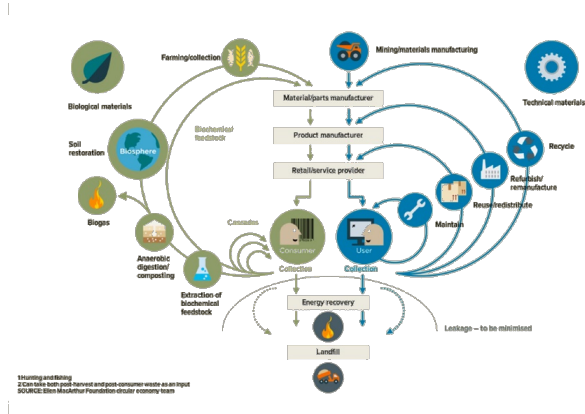 Farming/collection
Mining/materials manufacturing
Biological materials
Technical materials
Material/parts manufacturer
Biochemical
feedstock
Product manufacturer
Soil
restoration
Biosphere
Recycle
Retail/service provider
Refurbish/
remanufacture
Reuse/redistribute
Biogas
Cascades
Maintain
Consumer
User
Anaerobic
digestion/
composting
Collection
Collection
Extraction of
biochemical
feedstock
Energy recovery
Leakage — to be minimised
Landfill
1 Hunting and fishing
2 Can take both post-harvest and post-consumer waste as an input
SOURCE: Ellen MacArthur Foundation circular economy team